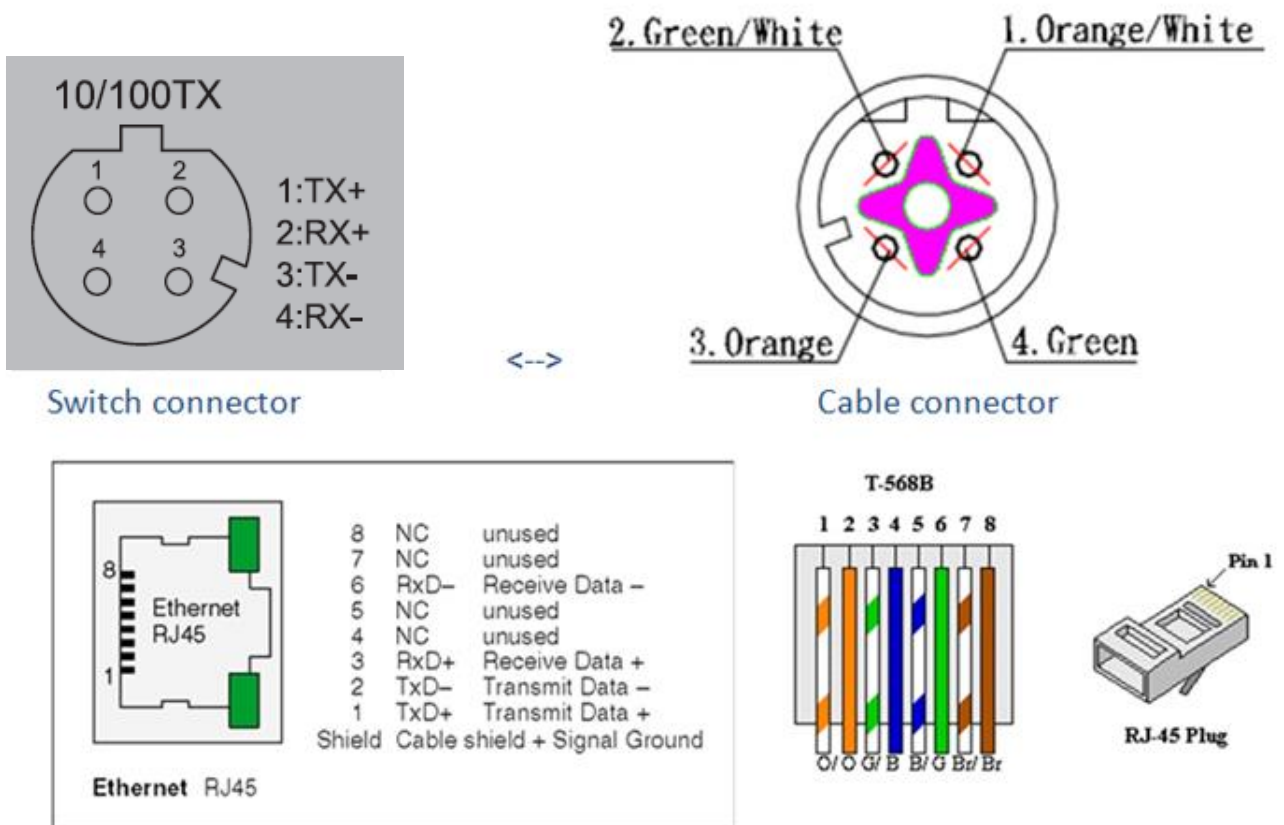 10/100TX
1
2
4
3
1:TX+
2:RX+
3:TX-
4:RX-
Switch connector
<-->
2.Green/White
1.Orange/White
3.Orange
4.Green
Cable connector
8
1
Ethernet
RJ45
8 NC unused
7 NC unused
6 RxD– Receive Data –
5 NC unused
4 NC unused
3 RxD+ Receive Data +
2 TxD– Transmit Data –
1 TxD+ Transmit Data +
Shield Cable shield + Signal Ground
Ethernet RJ45
T-568B
1 2 3 4 5 6 7 8
O/ O G/ B B/ G Br/ Br
Pin 1
RJ-45 Plug